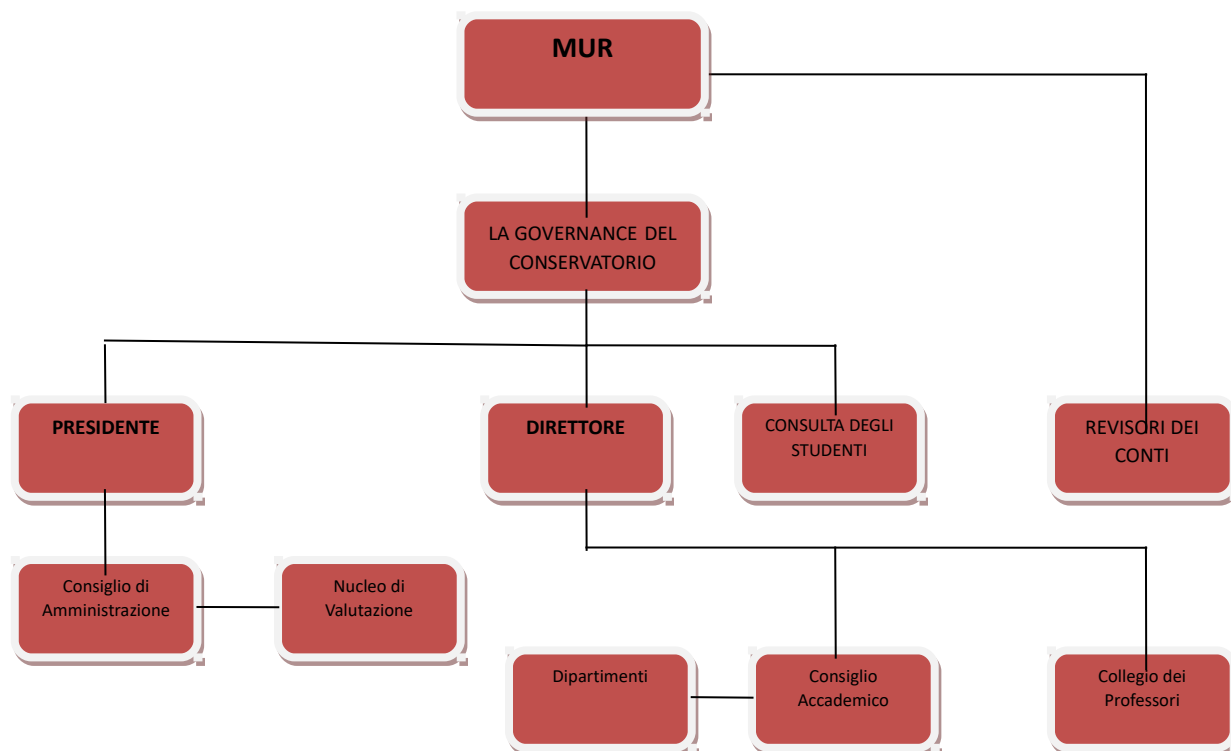 MUR
LA GOVERNANCE DEL
CONSERVATORIO
PRESIDENTE
DIRETTORE
CONSULTA DEGLI
STUDENTI
REVISORI DEI
CONTI
Consiglio di
Amministrazione
Nucleo di
Valutazione
Dipartimenti
Consiglio
Accademico
Collegio dei
Professori